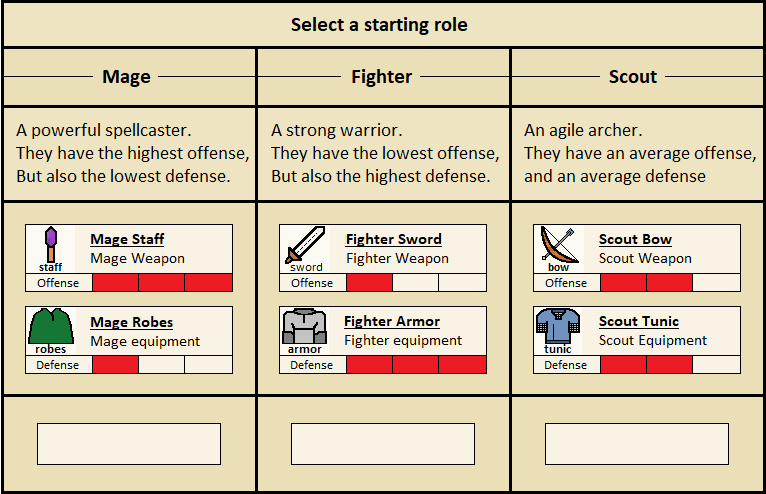 Select a starting role
Mage
Fighter
Scout
A powerful spellcaster.
They have the highest offense,
But also the lowest defense.
A strong warrior.
They have the lowest offense,
But also the highest defense.
An agile archer.
They have an average offense,
and an average defense
Mage Staff
Mage Weapon
staff
Offense
Mage Robes
Mage equipment
robes
Defense
Fighter Sword
Fighter Weapon
sword
Offense
Fighter Armor
Fighter equipment
armor
Defense
Scout Bow
Scout Weapon
bow
Offense
Scout Tunic
Scout Equipment
tunic
Defense